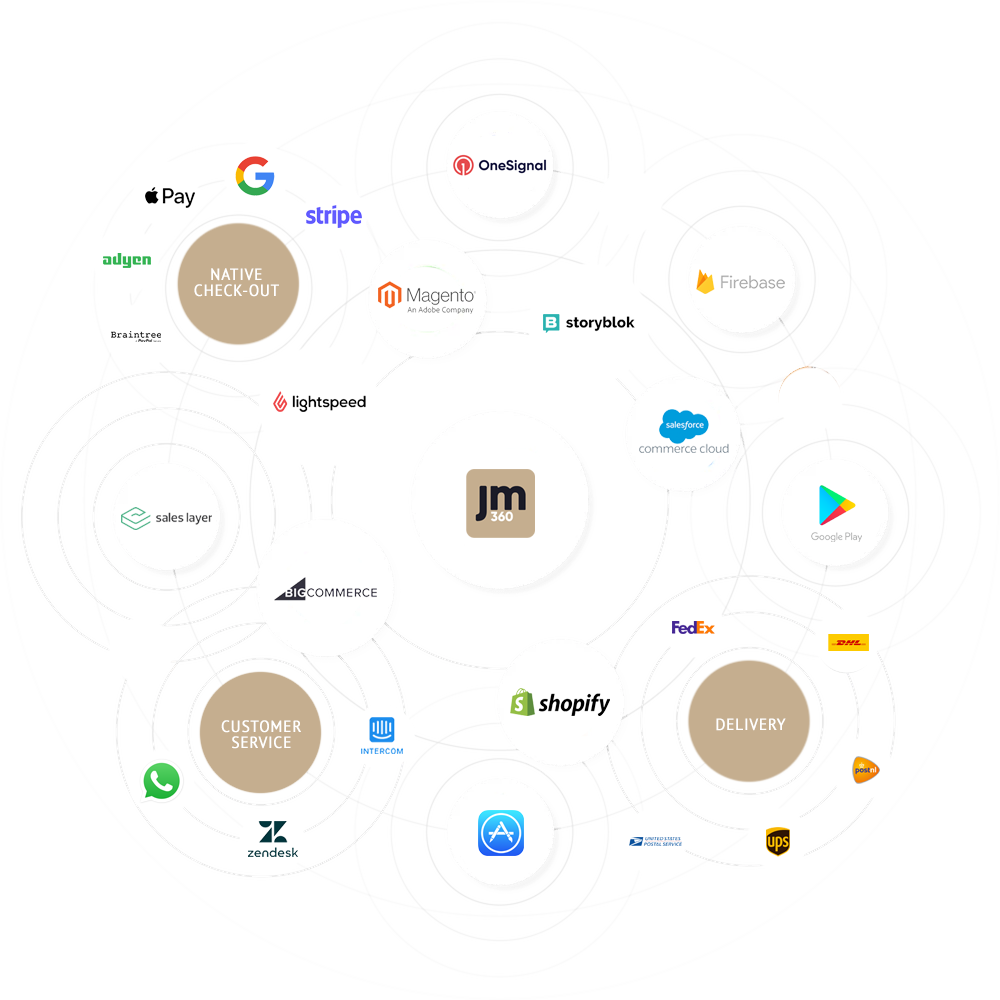 OneSignal
Pay
stripe
adyen
NATIVE
CHECK-OUT
Firebase
Magento
An Adobe Company
storyblok
Braintree
lightspeed
salesforce
commerce cloud
jm
360
sales layer
Google Play
BIGCOMMERCE
FedEx
DHL
shopify
CUSTOMER
SERVICE
DELIVERY
INTERCOM
postnl
zendesk
UNITED STATES
POSTAL SERVICE
ups